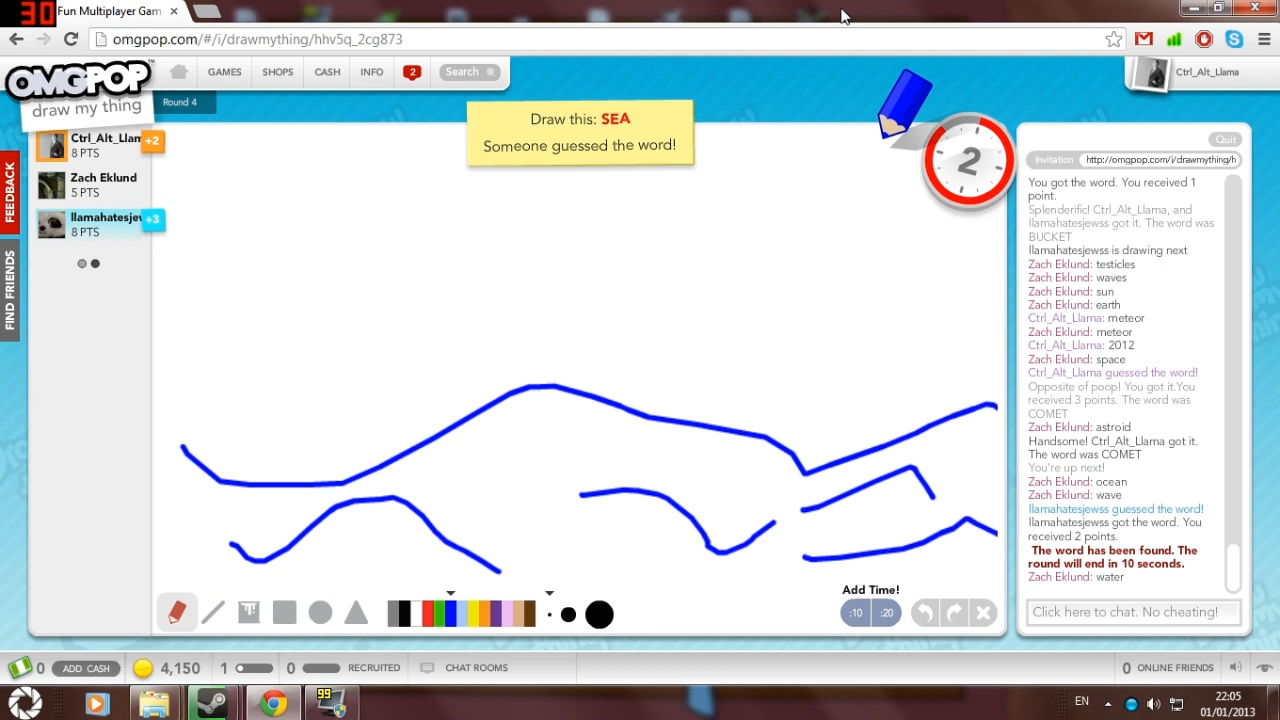 30
Fun Multiplayer Gam
omgpop.com/#/i/drawmything/hhv5q_2cg873
OMGPOP
draw my thing
GAMES SHOPS CASH INFO 2 Search
Ctrl_Alt_Llama
Round 4
Draw this: SEA
Someone guessed the word!
2
FEEDBACK
FIND FRIENDS
Ctrl_Alt_Llam +2
8 PTS
Zach Eklund
5 PTS
llamahatesjew +3
8 PTS
Quit
Invitation http://omgpop.com/i/drawmything/h
You got the word. You received 1
point.
Splenderific! Ctrl_Alt_Llama, and
llamahatesjewss got it. The word was
BUCKET
llamahatesjewss is drawing next
Zach Eklund: testicles
Zach Eklund: waves
Zach Eklund: sun
Zach Eklund: earth
Ctrl_Alt_Llama: meteor
Zach Eklund: meteor
Ctrl_Alt_Llama: 2012
Zach Eklund: space
Ctrl_Alt_Llama guessed the word!
Opposite of poop! You got it.You
received 3 points. The word was
COMET
Zach Eklund: astroid
Handsome! Ctrl_Alt_Llama got it.
The word was COMET
You're up next!
Zach Eklund: ocean
Zach Eklund: wave
llamahatesjewss guessed the word!
llamahatesjewss got the word. You
received 2 points.
The word has been found. The
round will end in 10 seconds.
Zach Eklund: water
Click here to chat. No cheating!
T
Add Time!
:10 :20
0 ADD CASH 4,150 1 0 RECRUITED CHAT ROOMS 0 ONLINE FRIENDS
99
EN
22:05
01/01/2013